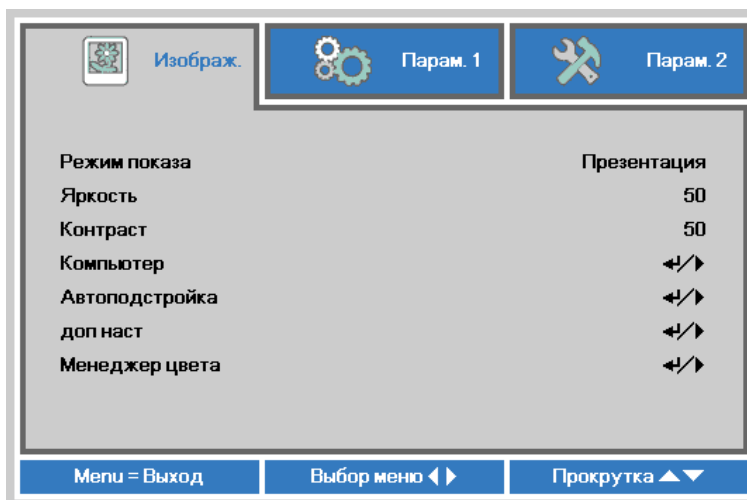 Изображ. Парам. 1 Парам. 2
Режим показа Презентация
Яркость 50
Контраст 50
Компьютер
Автоподстройка
доп наст
Менеджер цвета
Menu = Выход Выбор меню Прокрутка